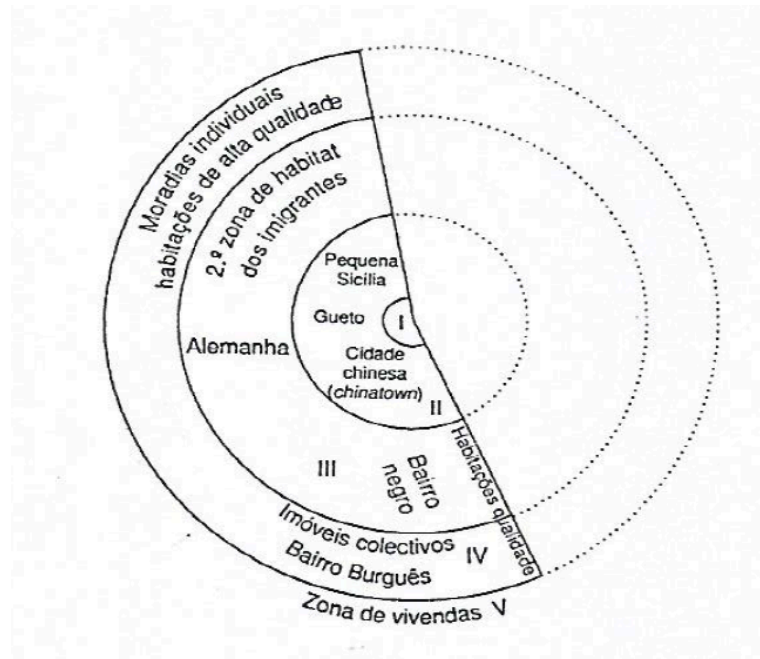 Moradias individuais
habitações de alta qualidade
2.ª zona de habitat
dos imigrantes
Pequena
Sicília
Gueto
I
Alemanha
Cidade
chinesa
(chinatown)
II
III
Bairro
negro
Habitações qualidade
Imóveis colectivos
IV
Bairro Burguês
Zona de vivendas V